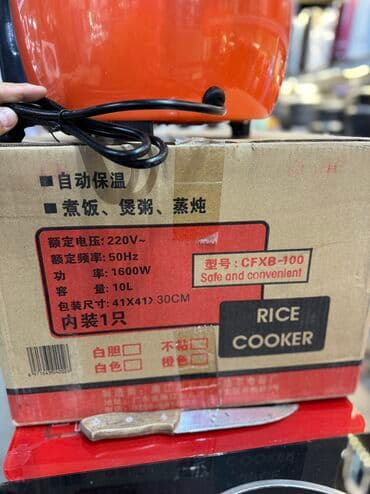 ■自动保温
■煮饭、煲粥、蒸炖
额定电压: 220V~
额定频率: 50Hz
功 率: 1600W
容 量: 10L
包装尺寸: 41X41X30CM
内装1只
型号: CFXB-100
Safe and convenient
RICE
COOKER
白胆 不粘
白色 橙色